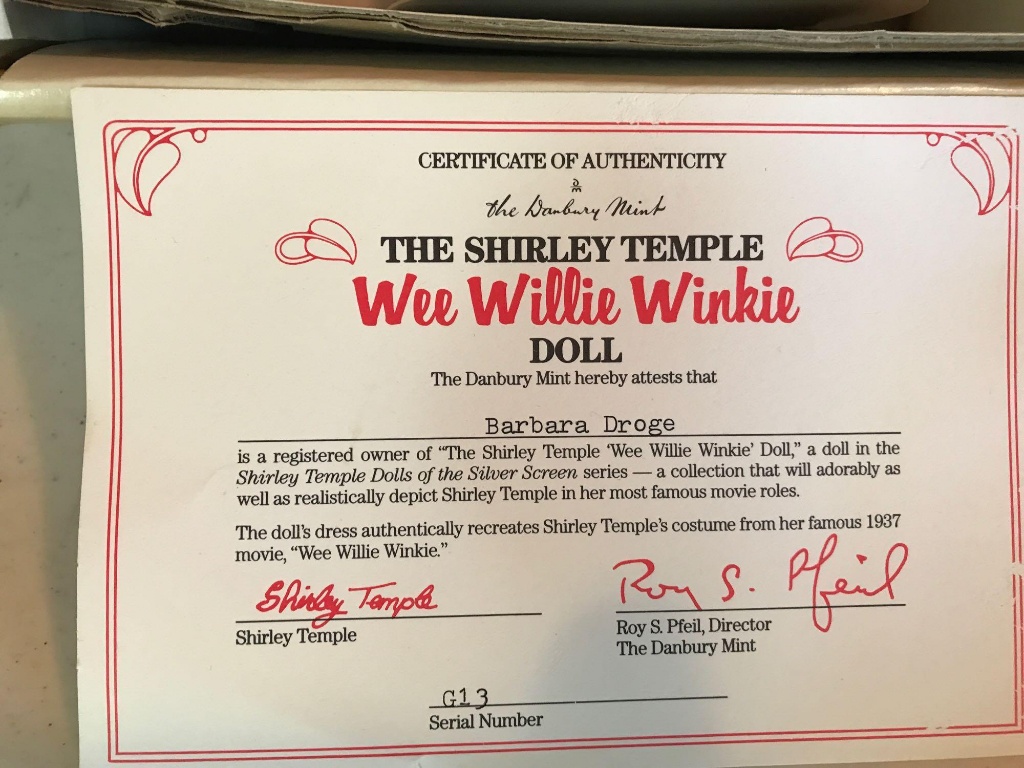 CERTIFICATE OF AUTHENTICITY
DM
the Danbury Mint
THE SHIRLEY TEMPLE
Wee Willie Winkie
DOLL
The Danbury Mint hereby attests that
Barbara Droge
is a registered owner of “The Shirley Temple ‘Wee Willie Winkie’ Doll,” a doll in the
Shirley Temple Dolls of the Silver Screen series — a collection that will adorably as
well as realistically depict Shirley Temple in her most famous movie roles.
The doll’s dress authentically recreates Shirley Temple’s costume from her famous 1937
movie, “Wee Willie Winkie.”
Shirley Temple
Roy S. Pfeil
Shirley Temple
Roy S. Pfeil, Director
The Danbury Mint
G13
Serial Number